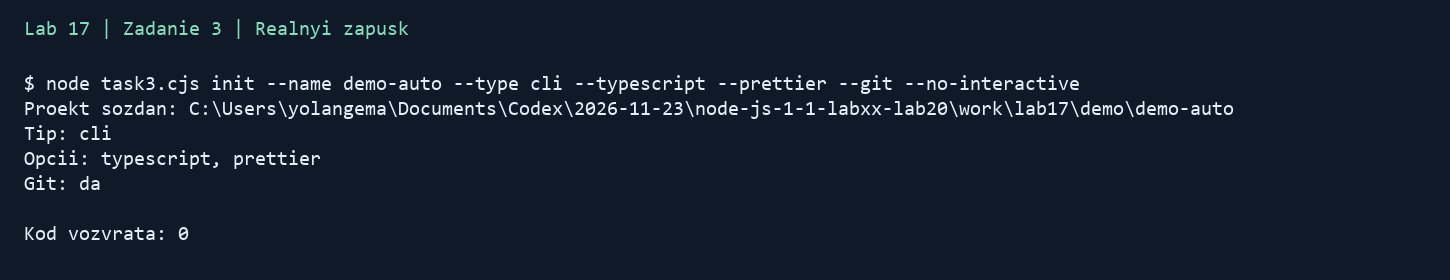 Lab 17 | Zadanie 3 | Realnyi zapusk
$ node task3.cjs init --name demo-auto --type cli --typescript --prettier --git --no-interactive
Proekt sozdan: C:\Users\yolangema\Documents\Codex\2026-11-23\node-js-1-1-labxx-lab20\work\lab17\demo\demo-auto
Tip: cli
Opcii: typescript, prettier
Git: da
Kod vozvrata: 0